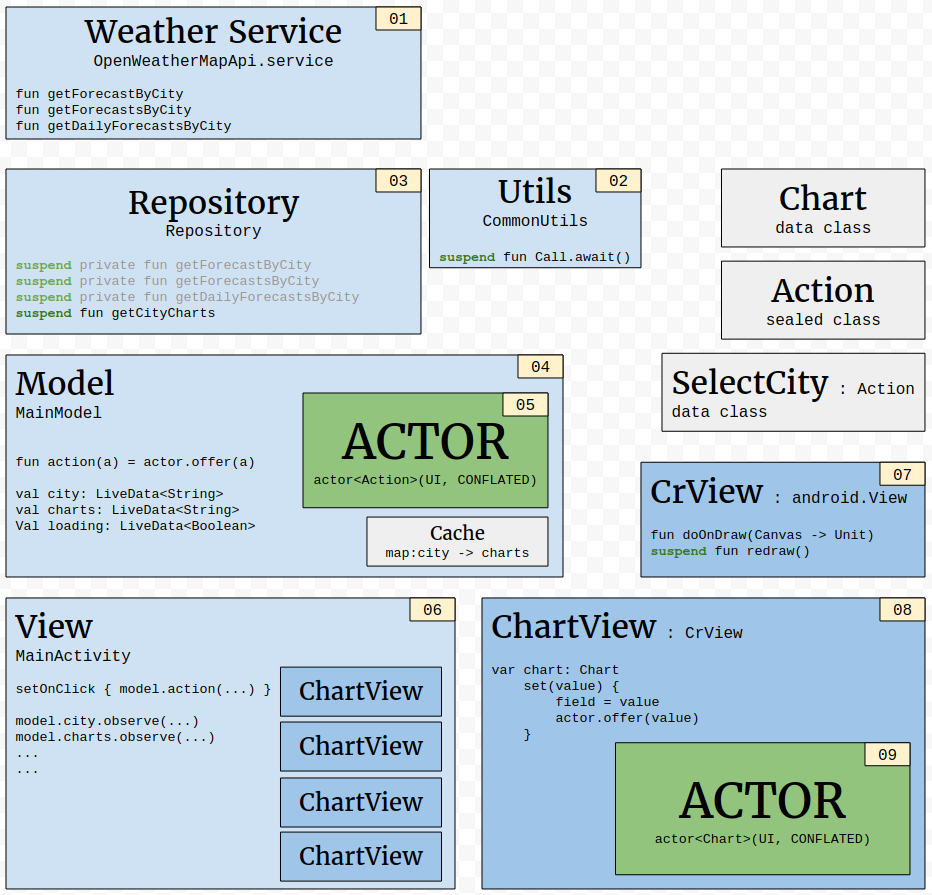 01
Weather Service
OpenWeatherMapApi.service
fun getForecastByCity
fun getForecastsByCity
fun getDailyForecastsByCity
03
Repository
Repository
suspend private fun getForecastByCity
suspend private fun getForecastsByCity
suspend private fun getDailyForecastsByCity
suspend fun getCityCharts
02
Utils
CommonUtils
suspend fun Call.await()
Chart
data class
Action
sealed class
SelectCity : Action
data class
04
Model
MainModel
fun action(a) = actor.offer(a)
val city: LiveData<String>
val charts: LiveData<String>
Val loading: LiveData<Boolean>
05
ACTOR
actor<Action>(UI, CONFLATED)
Cache
map:city -> charts
07
CrView : android.View
fun doOnDraw(Canvas -> Unit)
suspend fun redraw()
06
View
MainActivity
setOnClick { model.action(...) }
model.city.observe(...)
model.charts.observe(...)
...
...
ChartView
ChartView
ChartView
ChartView
08
ChartView : CrView
var chart: Chart
set(value) {
field = value
actor.offer(value)
}
09
ACTOR
actor<Chart>(UI, CONFLATED)